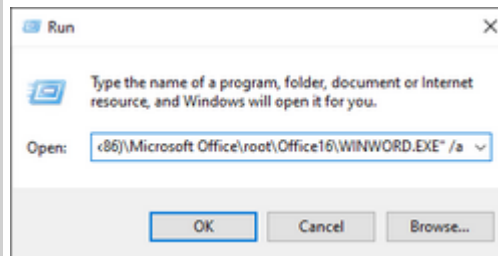 Run
Type the name of a program, folder, document or Internet
resource, and Windows will open it for you.
Open:
x86)\Microsoft Office\root\Office16\WINWORD.EXE" /a
OK
Cancel
Browse...